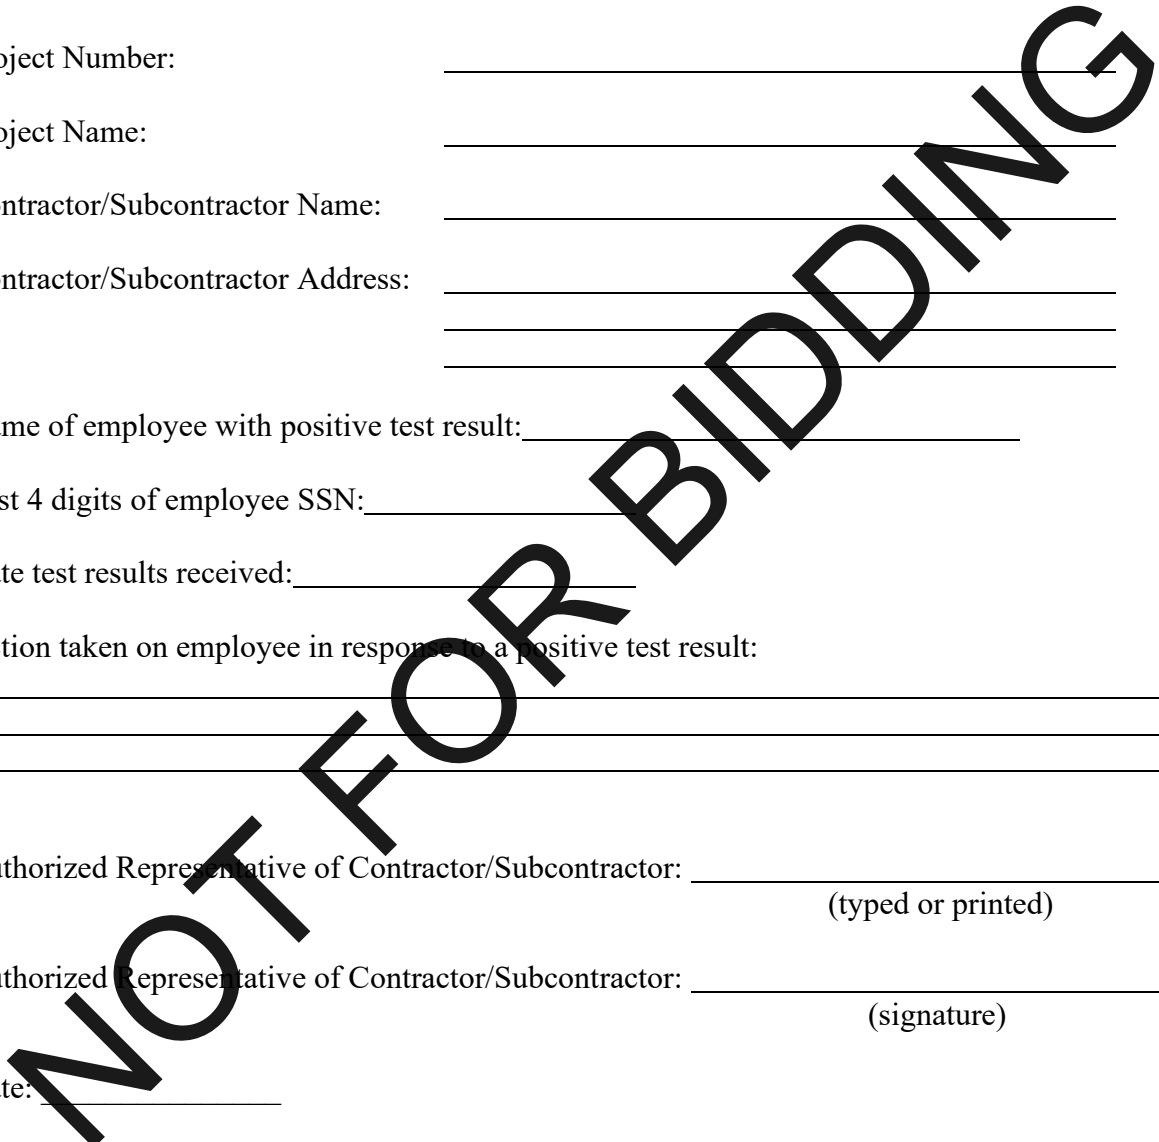 oject Number:
oject Name:
ntractor/Subcontractor Name:
ntractor/Subcontractor Address:
me of employee with positive test result:
st 4 digits of employee SSN:
te test results received:
tion taken on employee in response to a positive test result:
thorized Representative of Contractor/Subcontractor:
(typed or printed)
thorized Representative of Contractor/Subcontractor:
(signature)
te:
NOT FOR BIDDING